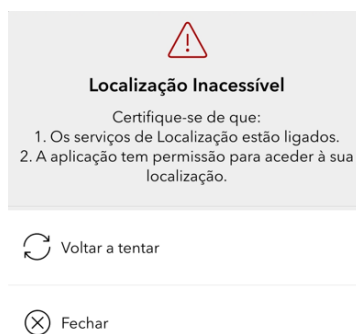 Localização Inacessível
Certifique-se de que:
1. Os serviços de Localização estão ligados.
2. A aplicação tem permissão para aceder à sua
localização.
Voltar a tentar
Fechar